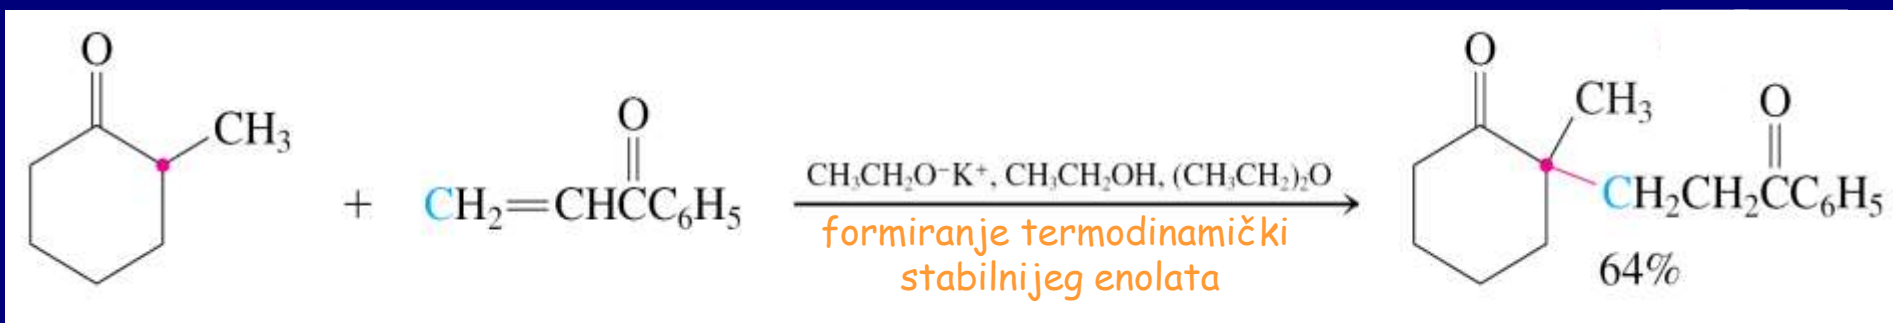 O
CH₃
+
CH₂=CHCC₆H₅
O
CH₃CH₂O⁻K⁺, CH₃CH₂OH, (CH₃CH₂)₂O
formiranje termodinamički
stabilnijeg enolata
O
CH₃
O
CH₂CH₂CC₆H₅
64%